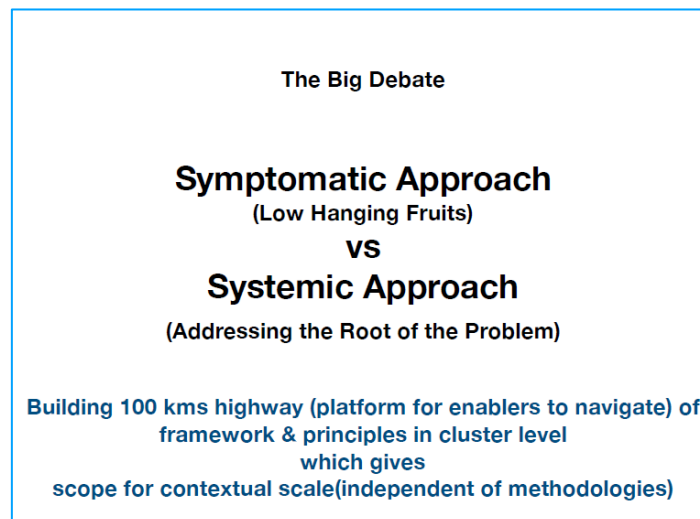 The Big Debate
Symptomatic Approach
(Low Hanging Fruits)
vs
Systemic Approach
(Addressing the Root of the Problem)
Building 100 kms highway (platform for enablers to navigate) of
framework & principles in cluster level
which gives
scope for contextual scale(independent of methodologies)